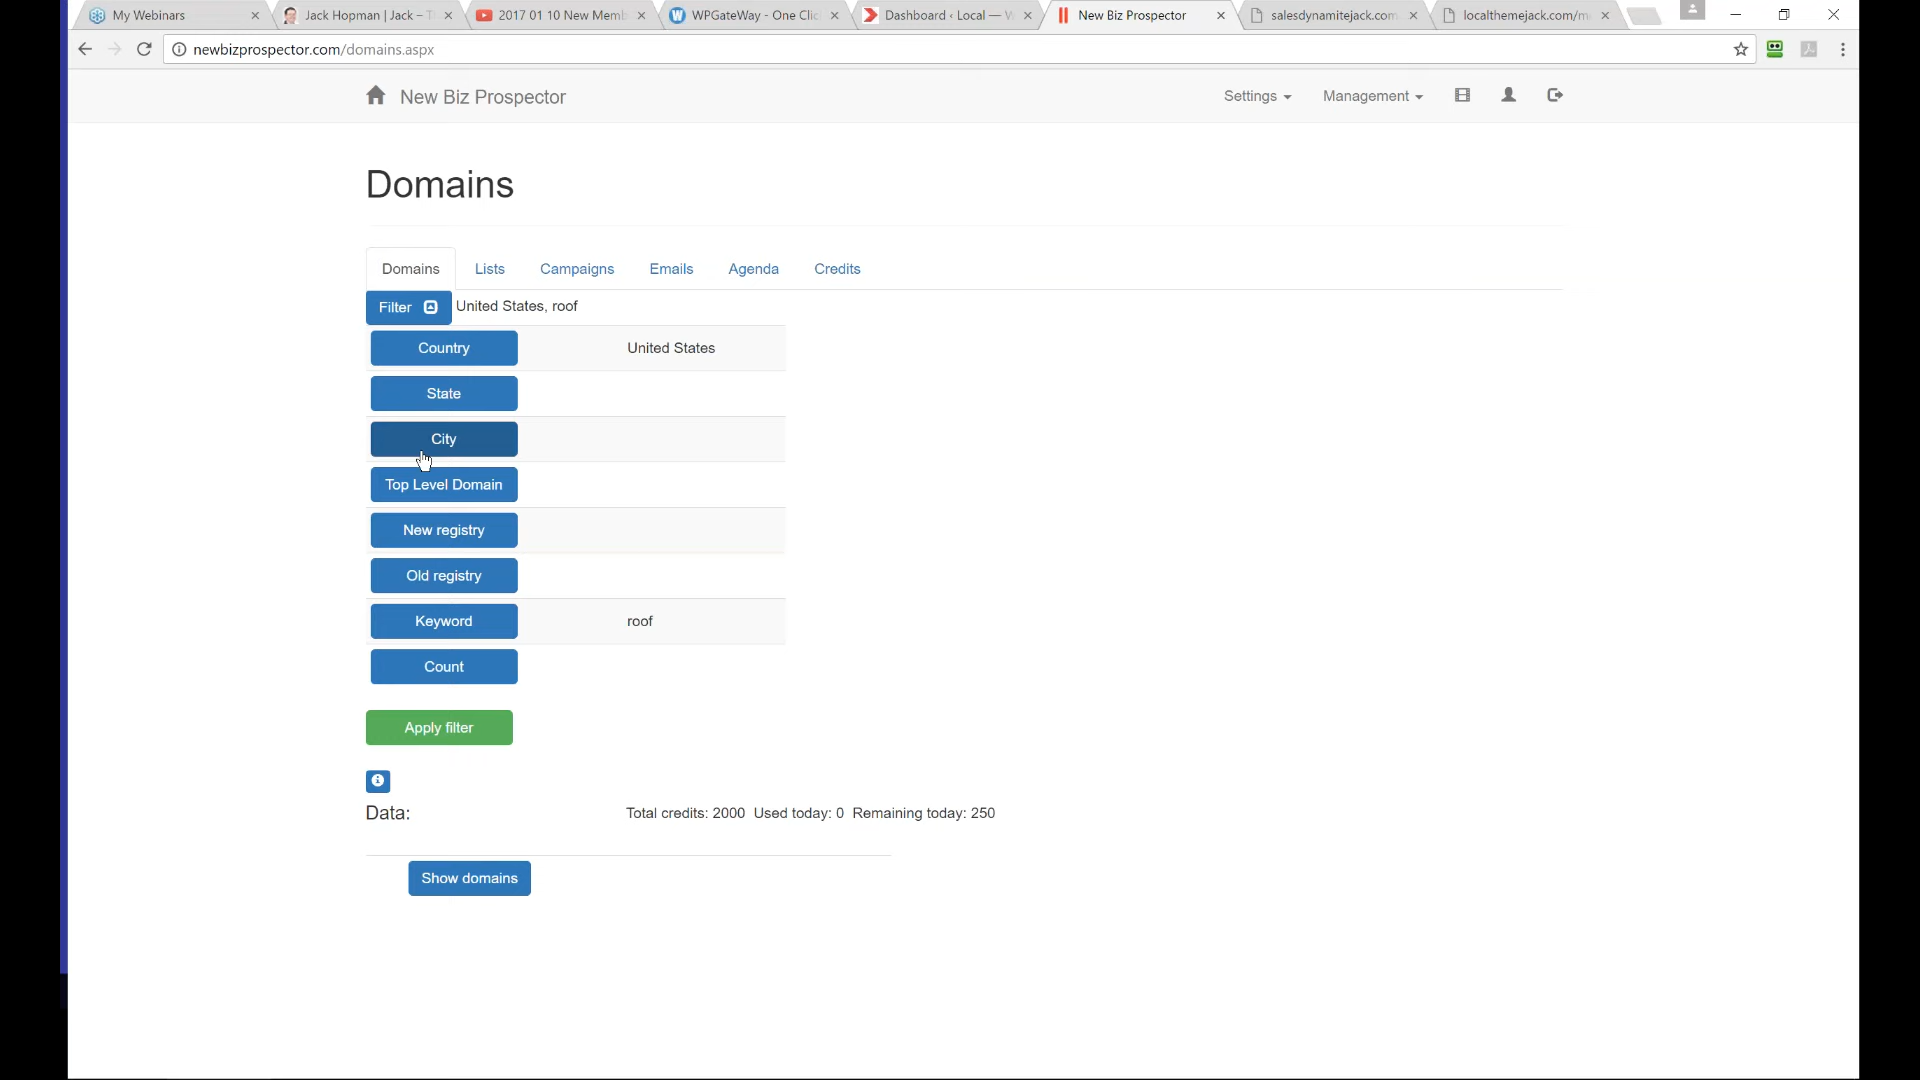 My Webinars
Jack Hopman | Jack – T
2017 01 10 New Memb
WPGateWay - One Clic
Dashboard ‹ Local — W
New Biz Prospector
salesdynamitejack.com
localthemejack.com/m
newbizprospector.com/domains.aspx
New Biz Prospector
Settings
Management
Domains
Domains
Lists
Campaigns
Emails
Agenda
Credits
Filter
United States, roof
Country
United States
State
City
Top Level Domain
New registry
Old registry
Keyword
roof
Count
Apply filter
Data:
Total credits: 2000 Used today: 0 Remaining today: 250
Show domains